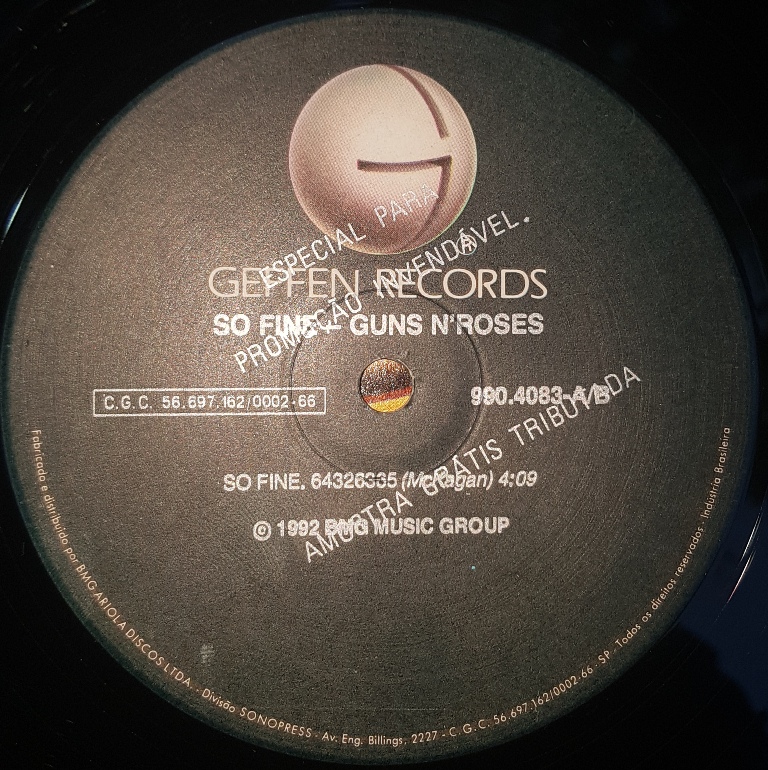 ESPECIAL PARA
PROMOÇÃO INVENDÁVEL.
®
GEFFEN RECORDS
SO FINE - GUNS N'ROSES
C.G.C. 56.697.162/0002-66
990.4083-A/B
AMOSTRA GRÁTIS TRIBUTADA
SO FINE. 64326335 (McKagan) 4:09
© 1992 BMG MUSIC GROUP
Fabricado e distribuido por BMG ARIOLA DISCOS LTDA. - Divisão SONOPRESS - Av. Eng. Billings, 2227 - C.G.C. 56.697.162/0002-66 - SP - Todos os direitos reservados - Industria Brasileira